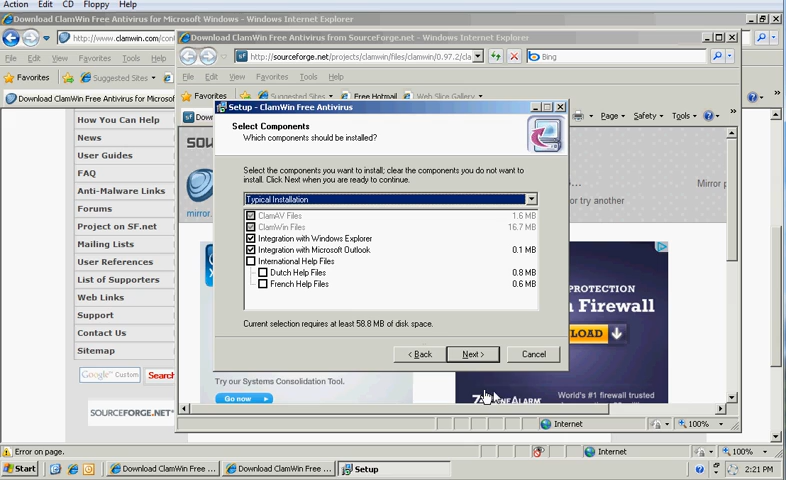 Action Edit CD Floppy Help
Download ClamWin Free Antivirus for Microsoft Windows - Windows Internet Explorer
http://www.clamwin.com/con
File Edit View Favorites Tools
Favorites Suggested Sites
Download ClamWin Free Antivirus for Microsof
How You Can Help
News
User Guides
FAQ
Anti-Malware Links
Forums
Project on SF.net
Mailing Lists
User References
List of Supporters
Web Links
Support
Contact Us
Sitemap
Google™ Custom Search
SOURCEFORGE.NET®
Download ClamWin Free Antivirus from SourceForge.net - Windows Internet Explorer
http://sourceforge.net/projects/clamwin/files/clamwin/0.97.2/cla
Bing
File Edit View Favorites Tools Help
Favorites Suggested Sites Free Hotmail Web Slice Gallery
Page Safety Tools
mirror.
or try another
Mirror p
Setup - ClamWin Free Antivirus
Select Components
Which components should be installed?
Select the components you want to install; clear the components you do not want to
install. Click Next when you are ready to continue.
Typical Installation
ClamAV Files 1.6 MB
ClamWin Files 16.7 MB
Integration with Windows Explorer
Integration with Microsoft Outlook 0.1 MB
International Help Files
Dutch Help Files 0.8 MB
French Help Files 0.6 MB
Current selection requires at least 58.8 MB of disk space.
< Back Next > Cancel
PROTECTION
Firewall
Try our Systems Consolidation Tool.
Go now
World's #1 firewall trusted
Internet 100%
Error on page. Internet 100%
Start Download ClamWin Free ... Download ClamWin Free ... Setup 2:21 PM